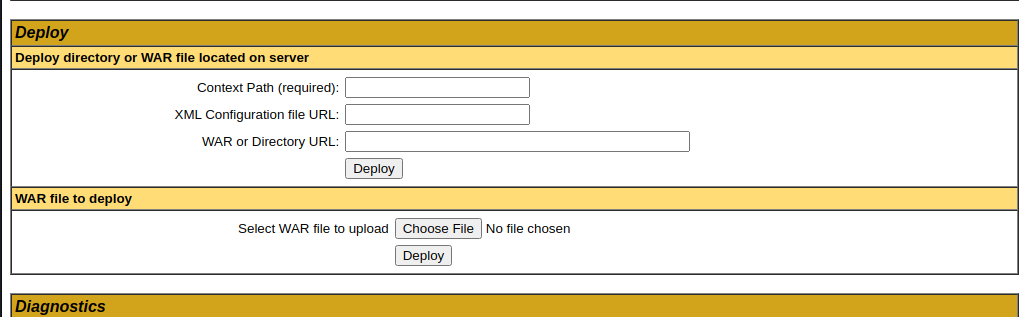 Deploy
Deploy directory or WAR file located on server
Context Path (required):
XML Configuration file URL:
WAR or Directory URL:
Deploy
WAR file to deploy
Select WAR file to upload Choose File No file chosen
Deploy
Diagnostics